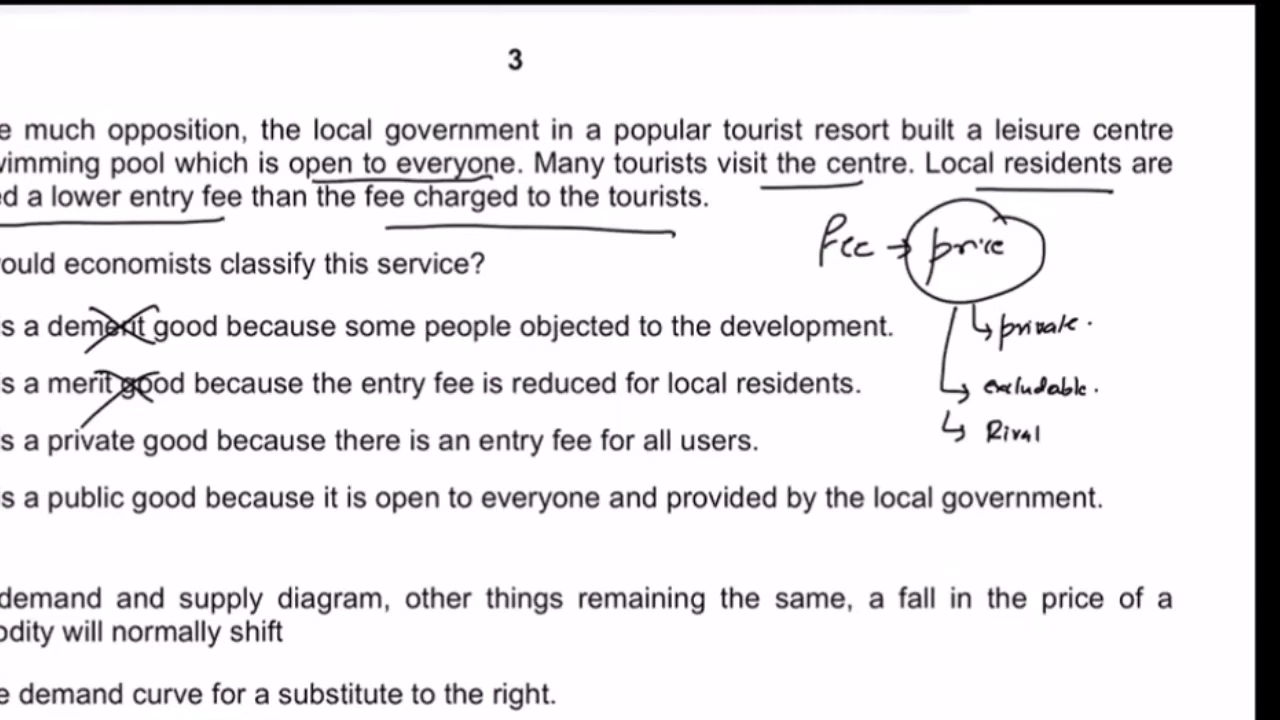 3
e much opposition, the local government in a popular tourist resort built a leisure centre
wimming pool which is open to everyone. Many tourists visit the centre. Local residents are
ed a lower entry fee than the fee charged to the tourists.
fee → price
ould economists classify this service?
s a demerit good because some people objected to the development.
↳ private.
s a merit good because the entry fee is reduced for local residents.
↳ excludable.
s a private good because there is an entry fee for all users.
↳ Rival
s a public good because it is open to everyone and provided by the local government.
demand and supply diagram, other things remaining the same, a fall in the price of a
odity will normally shift
e demand curve for a substitute to the right.